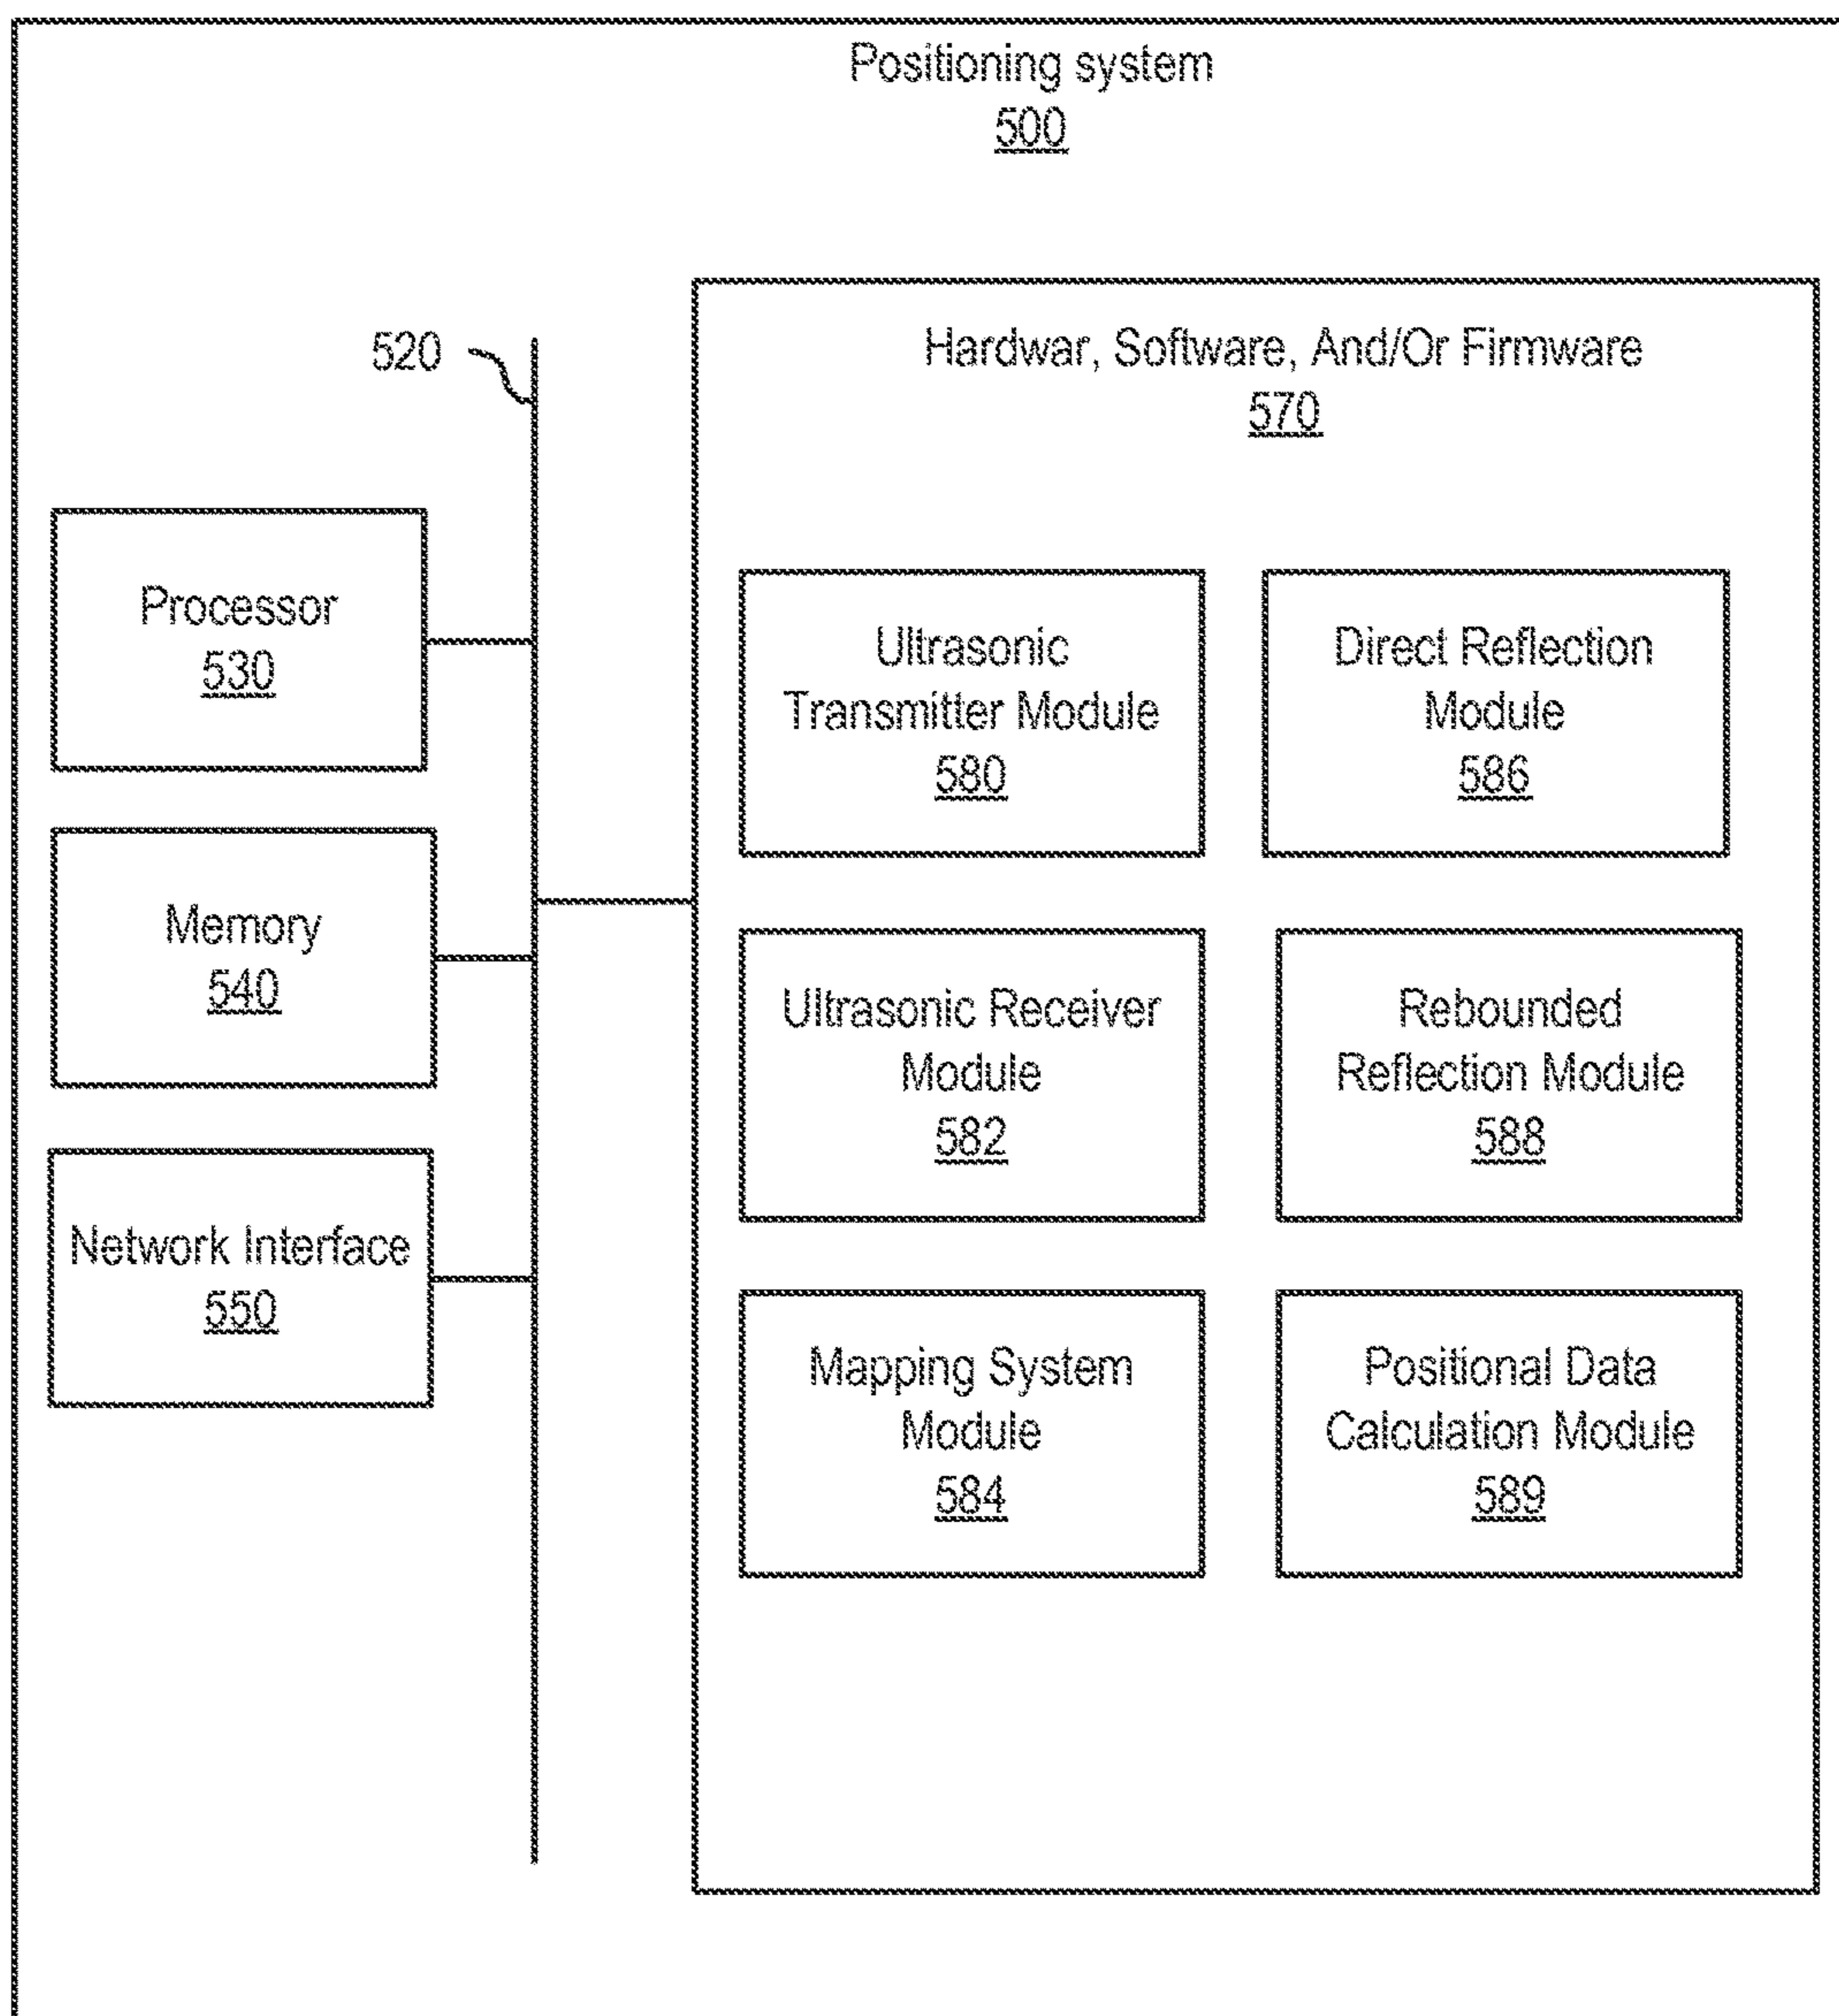 Positioning system
500
520
Hardwar, Software, And/Or Firmware
570
Processor
530
Memory
540
Network Interface
550
Ultrasonic
Transmitter Module
580
Direct Reflection
Module
586
Ultrasonic Receiver
Module
582
Rebounded
Reflection Module
588
Mapping System
Module
584
Positional Data
Calculation Module
589